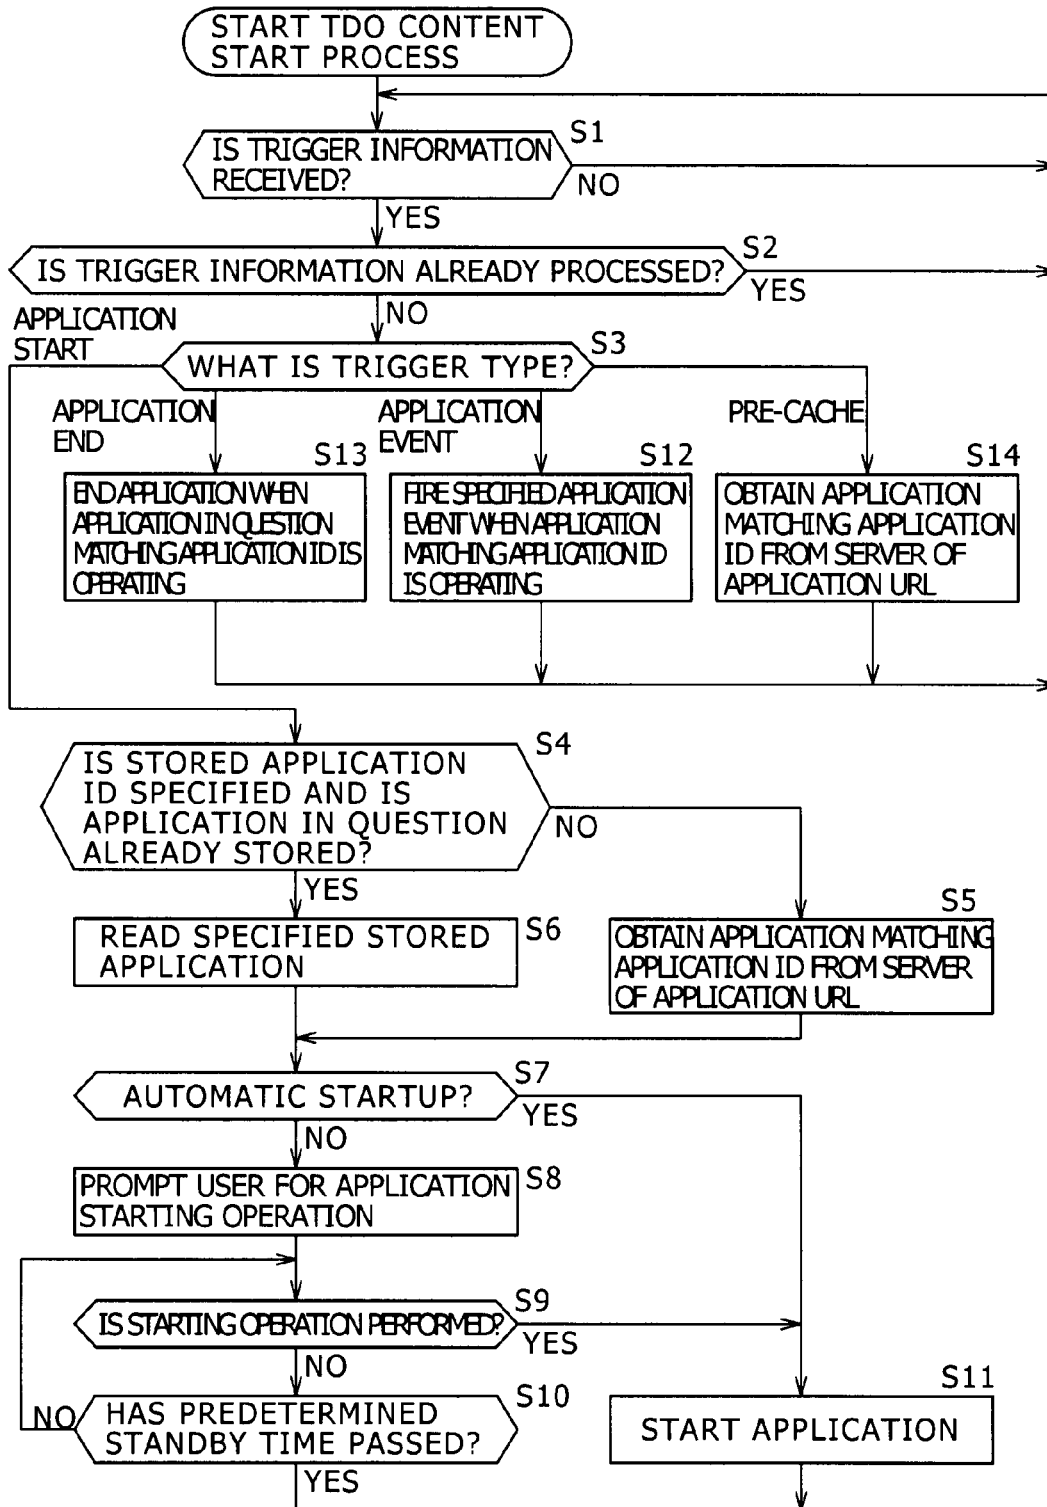 START TDO CONTENT
START PROCESS
S1
IS TRIGGER INFORMATION
RECEIVED?
NO
YES
S2
IS TRIGGER INFORMATION ALREADY PROCESSED?
YES
NO
APPLICATION
START
S3
WHAT IS TRIGGER TYPE?
APPLICATION
END
S13
END APPLICATION WHEN
APPLICATION IN QUESTION
MATCHING APPLICATION ID IS
OPERATING
APPLICATION
EVENT
S12
FIRE SPECIFIED APPLICATION
EVENT WHEN APPLICATION
MATCHING APPLICATION ID
IS OPERATING
PRE-CACHE
S14
OBTAIN APPLICATION
MATCHING APPLICATION
ID FROM SERVER OF
APPLICATION URL
S4
IS STORED APPLICATION
ID SPECIFIED AND IS
APPLICATION IN QUESTION
ALREADY STORED?
NO
YES
S6
READ SPECIFIED STORED
APPLICATION
S5
OBTAIN APPLICATION MATCHING
APPLICATION ID FROM SERVER
OF APPLICATION URL
S7
AUTOMATIC STARTUP?
YES
NO
S8
PROMPT USER FOR APPLICATION
STARTING OPERATION
S9
IS STARTING OPERATION PERFORMED?
YES
NO
S10
NO
HAS PREDETERMINED
STANDBY TIME PASSED?
YES
S11
START APPLICATION